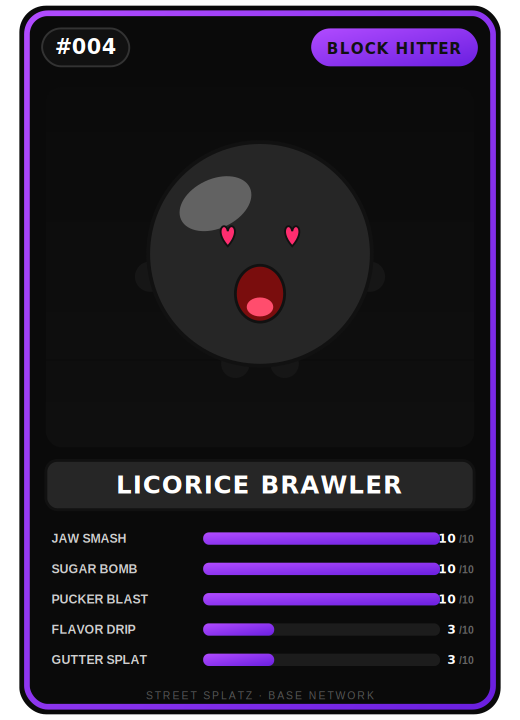 #004
BLOCK HITTER
LICORICE BRAWLER
JAW SMASH 10 /10
SUGAR BOMB 10 /10
PUCKER BLAST 10 /10
FLAVOR DRIP 3 /10
GUTTER SPLAT 3 /10
STREET SPLATZ · BASE NETWORK